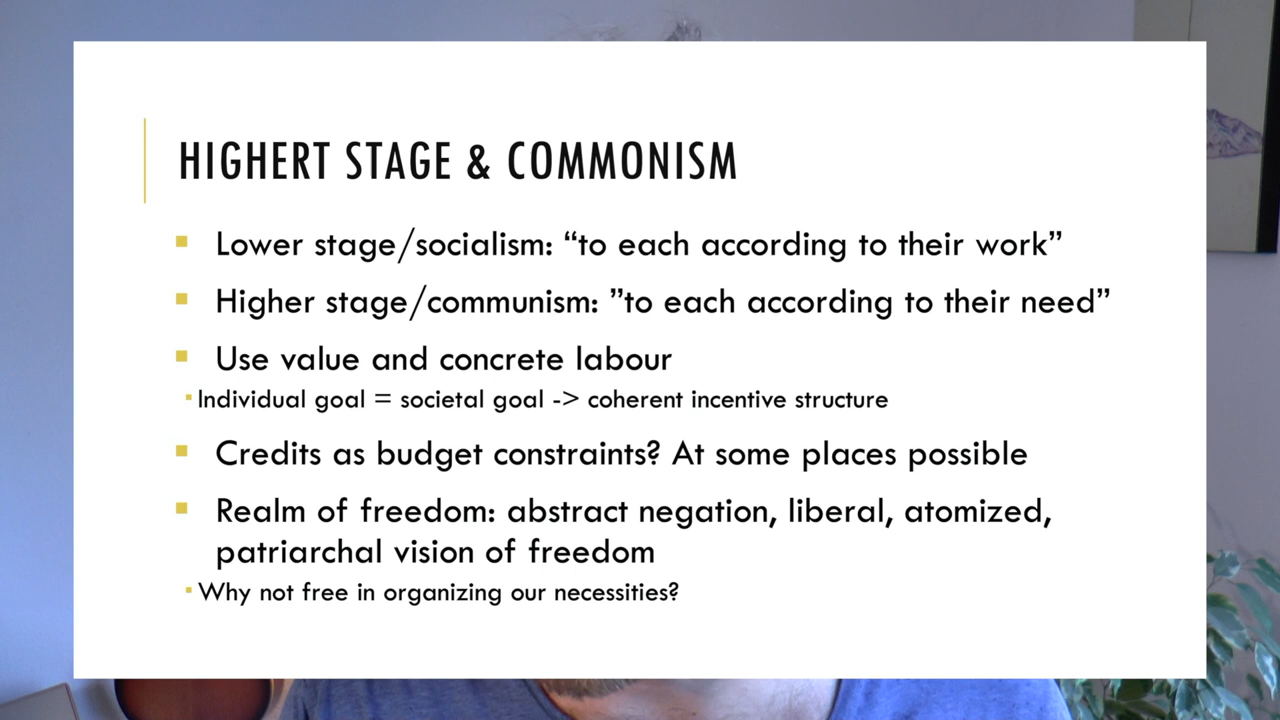 HIGHERT STAGE & COMMONISM
Lower stage/socialism: “to each according to their work”
Higher stage/communism: ”to each according to their need”
Use value and concrete labour
Individual goal = societal goal -> coherent incentive structure
Credits as budget constraints? At some places possible
Realm of freedom: abstract negation, liberal, atomized,
patriarchal vision of freedom
Why not free in organizing our necessities?